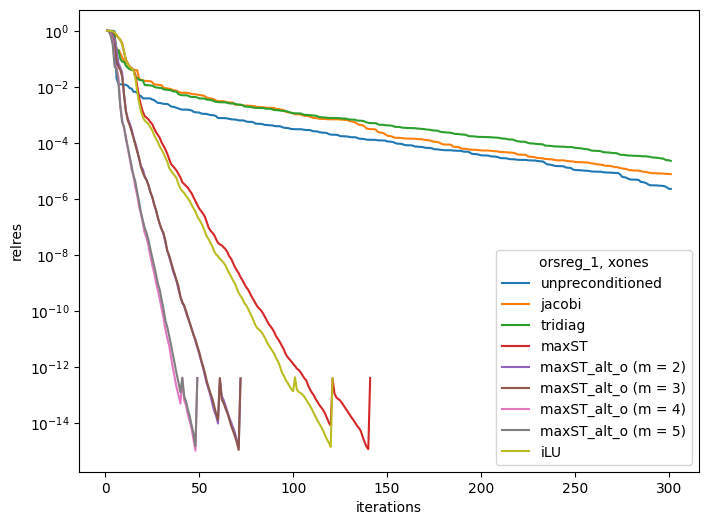 10⁰
10⁻²
10⁻⁴
10⁻⁶
10⁻⁸
10⁻¹⁰
10⁻¹²
10⁻¹⁴
relres
0 50 100 150 200 250 300
iterations
orsreg_1, xones
unpreconditioned
jacobi
tridiag
maxST
maxST_alt_o (m = 2)
maxST_alt_o (m = 3)
maxST_alt_o (m = 4)
maxST_alt_o (m = 5)
iLU